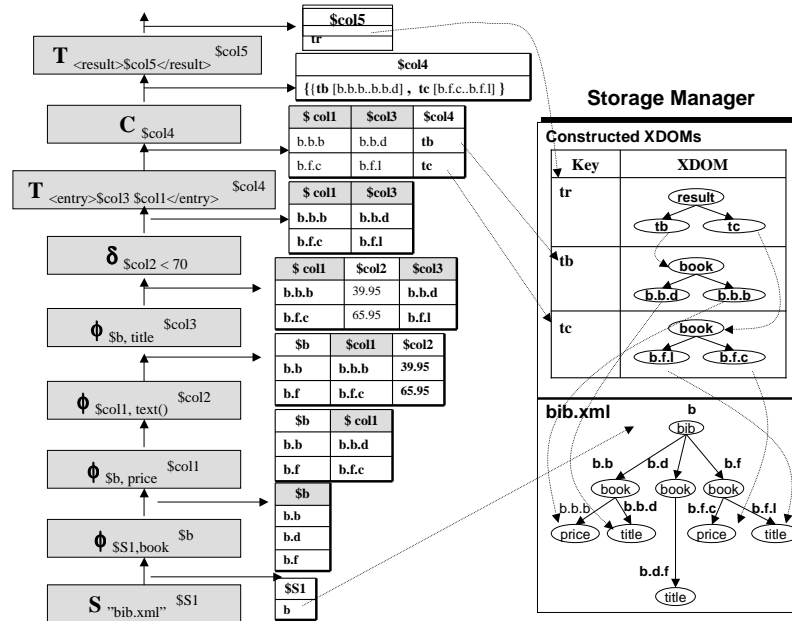 $col5
tr
T <result>$col5</result> $col5
$col4
{{tb [b.b.b..b.b.d] , tc [b.f.c..b.f.l] }
C $col4
$ col1 $col3 $col4
b.b.b b.b.d tb
b.f.c b.f.l tc
T <entry>$col3 $col1</entry> $col4
$ col1 $col3
b.b.b b.b.d
b.f.c b.f.l
δ $col2 < 70
$ col1 $col2 $col3
b.b.b 39.95 b.b.d
b.f.c 65.95 b.f.l
ϕ $b, title $col3
$b $col1 $col2
b.b b.b.b 39.95
b.f b.f.c 65.95
ϕ $col1, text() $col2
$b $ col1
b.b b.b.d
b.f b.f.c
ϕ $b, price $col1
$b
b.b
b.d
b.f
ϕ $S1,book $b
$S1
b
S "bib.xml" $S1
Storage Manager
Constructed XDOMs
Key XDOM
tr
result
tb tc
tb
book
b.b.d b.b.b
tc
book
b.f.l b.f.c
bib.xml
b
bib
b.b b.d b.f
book book book
b.b.b b.b.d b.f.c b.f.l
price title price title
b.d.f
title